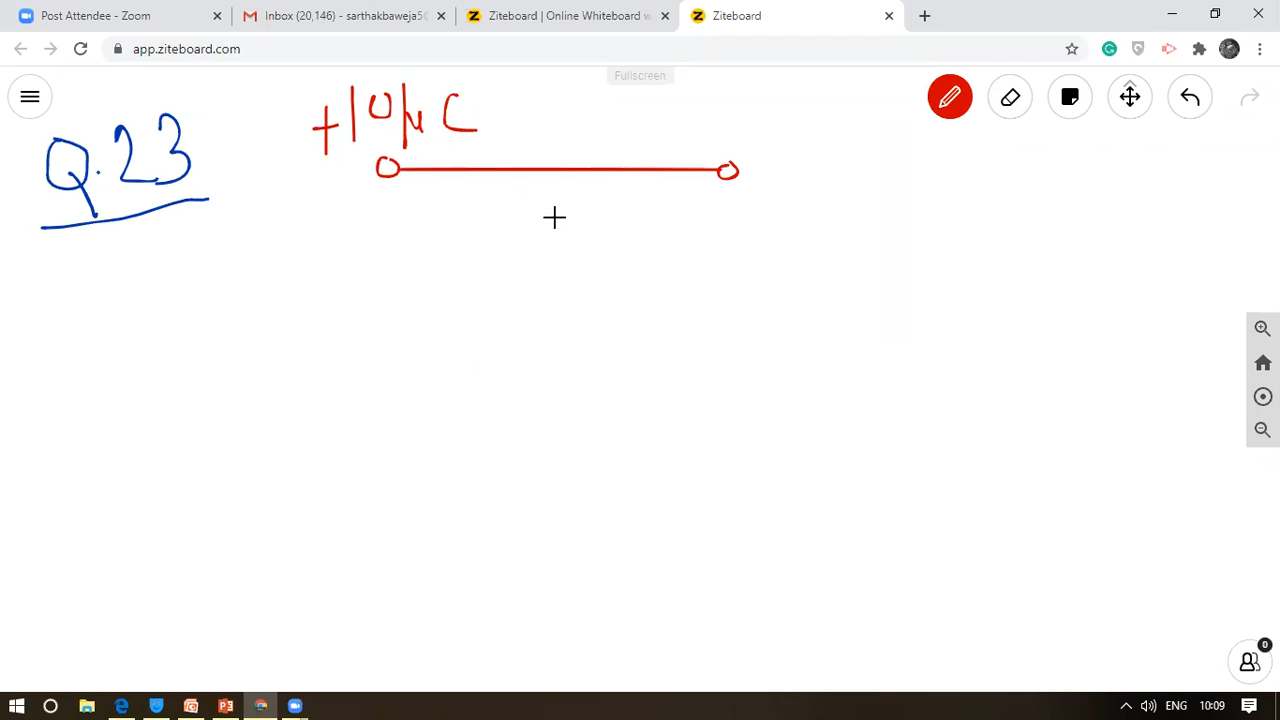 Post Attendee - Zoom
Inbox (20,146) - sarthakbaweja5
Ziteboard | Online Whiteboard w
Ziteboard
app.ziteboard.com
Fullscreen
+10μC
Q.23
0
ENG
10:09